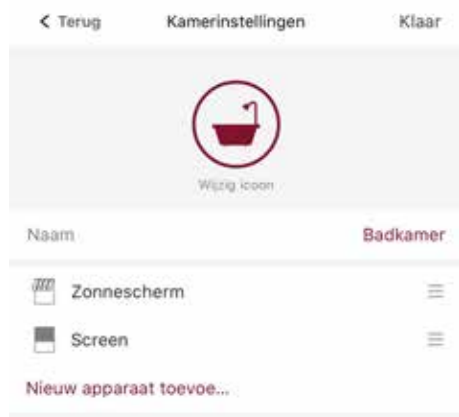 Terug Kamerinstellingen Klaar
Wijzig icoon
Naam Badkamer
Zonnescherm
Screen
Nieuw apparaat toevoe...